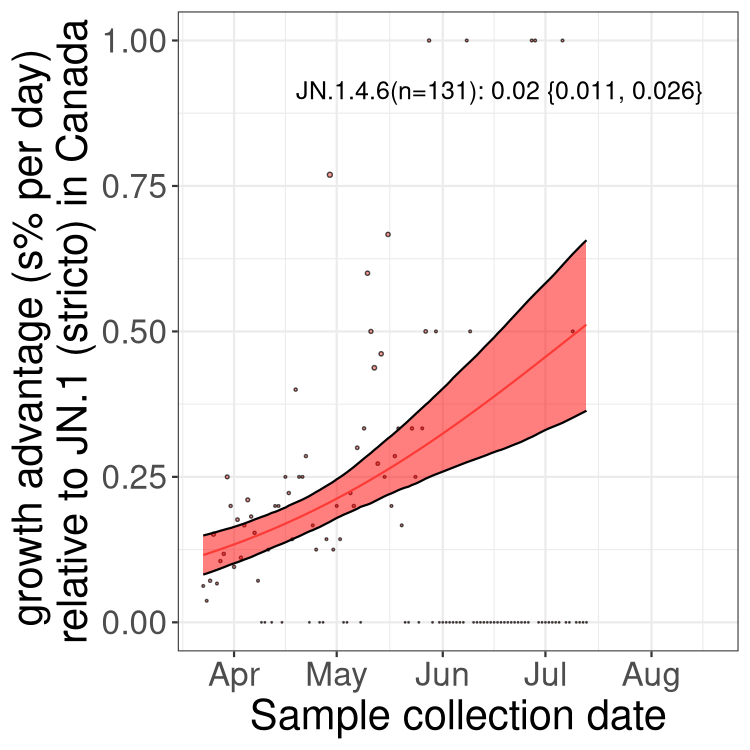 growth advantage (s% per day)
relative to JN.1 (stricto) in Canada
1.00
0.75
0.50
0.25
0.00
JN.1.4.6(n=131): 0.02 {0.011, 0.026}
Apr May Jun Jul Aug
Sample collection date